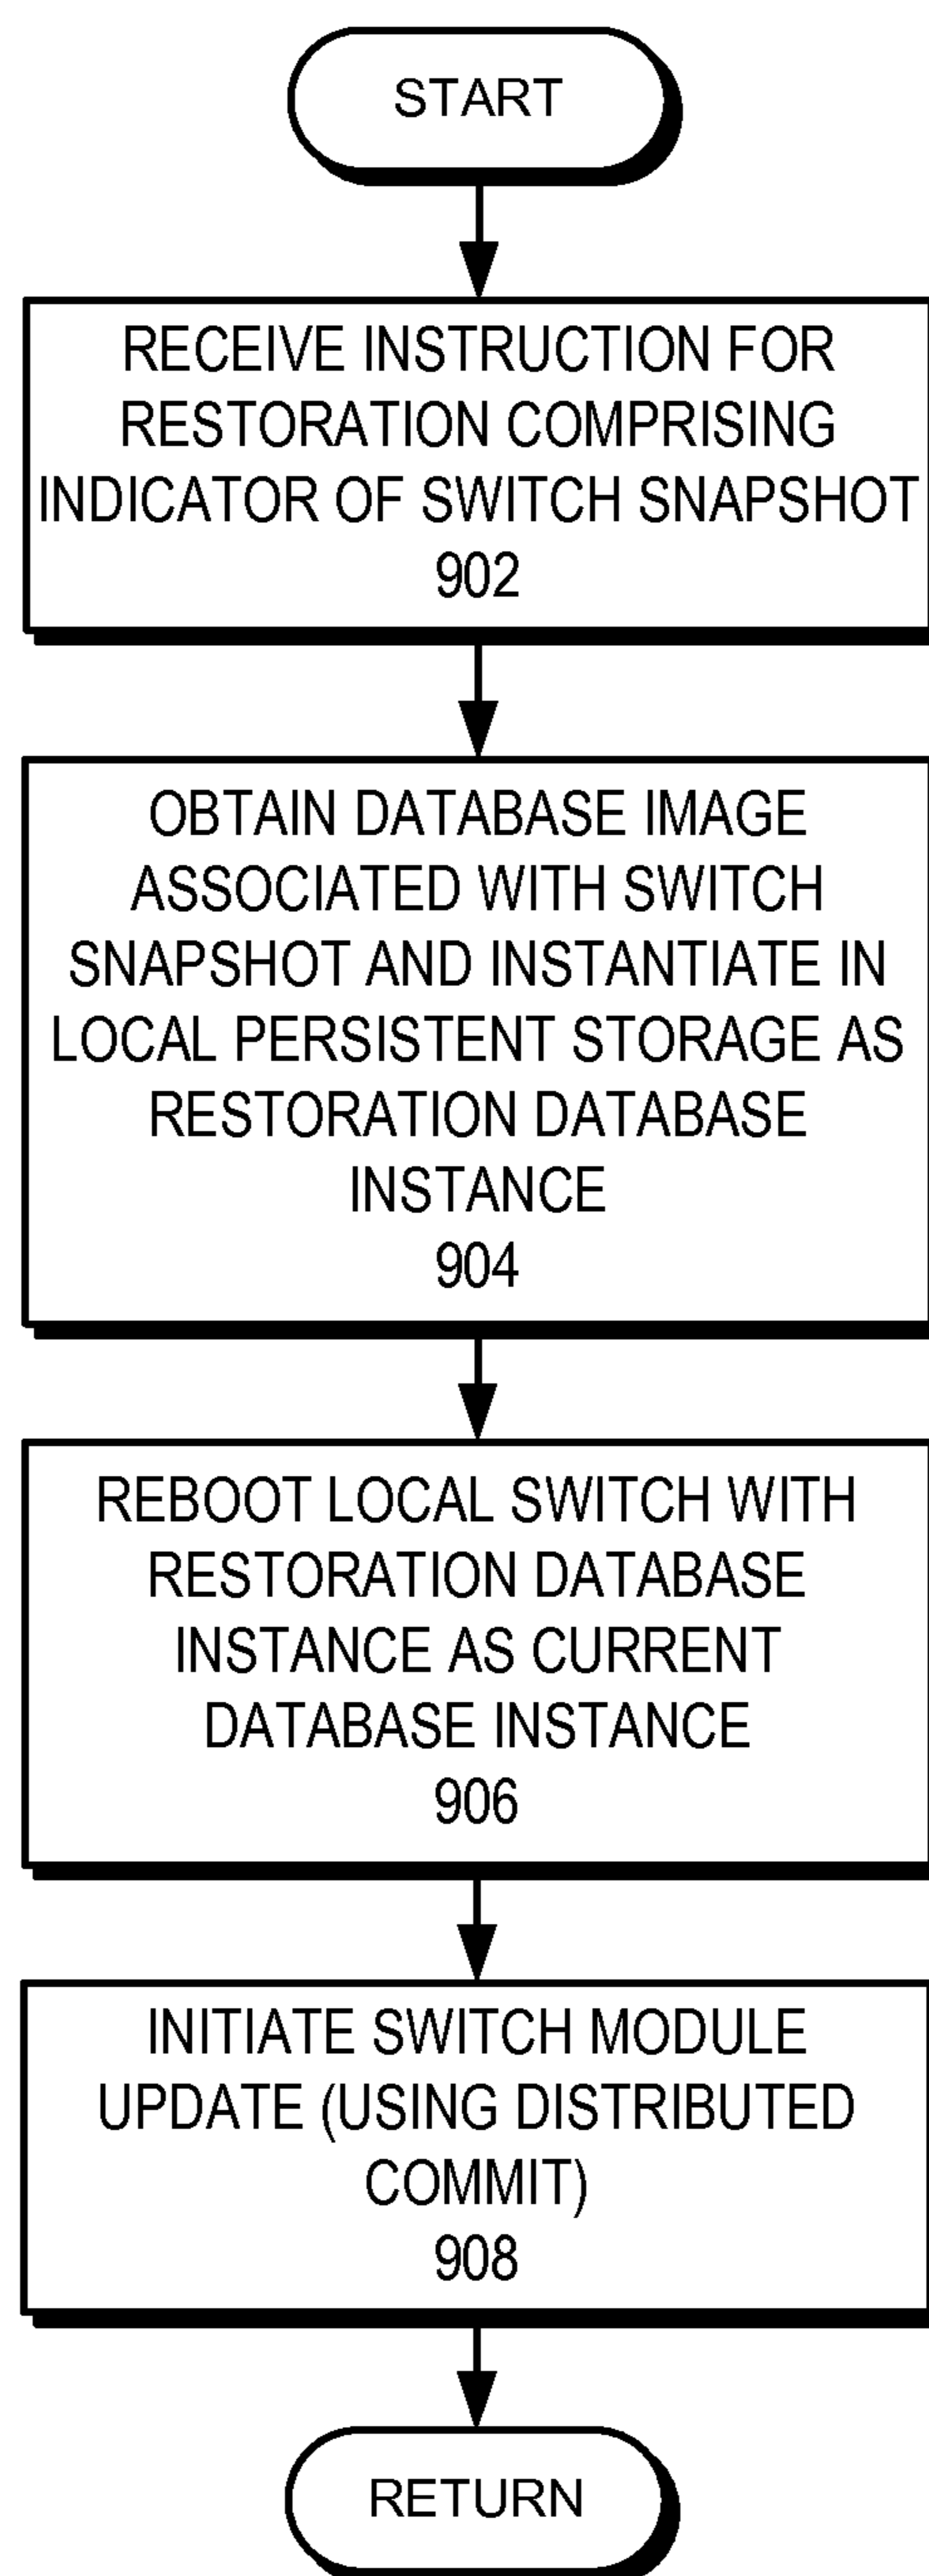 START
RECEIVE INSTRUCTION FOR
RESTORATION COMPRISING
INDICATOR OF SWITCH SNAPSHOT
902
OBTAIN DATABASE IMAGE
ASSOCIATED WITH SWITCH
SNAPSHOT AND INSTANTIATE IN
LOCAL PERSISTENT STORAGE AS
RESTORATION DATABASE
INSTANCE
904
REBOOT LOCAL SWITCH WITH
RESTORATION DATABASE
INSTANCE AS CURRENT
DATABASE INSTANCE
906
INITIATE SWITCH MODULE
UPDATE (USING DISTRIBUTED
COMMIT)
908
RETURN